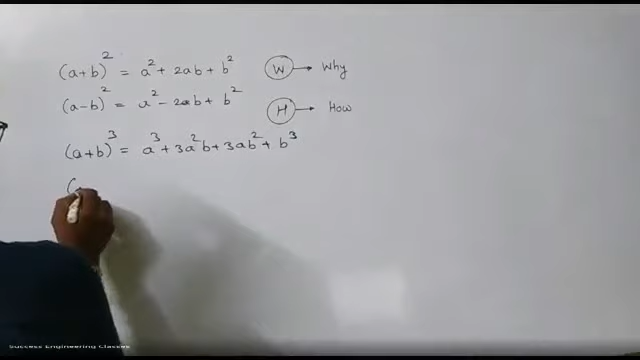 (a+b)² = a² + 2ab + b² W → Why
(a-b)² = a² - 2ab + b² H → How
(a+b)³ = a³ + 3a²b + 3ab² + b³
(
Success Engineering Classes